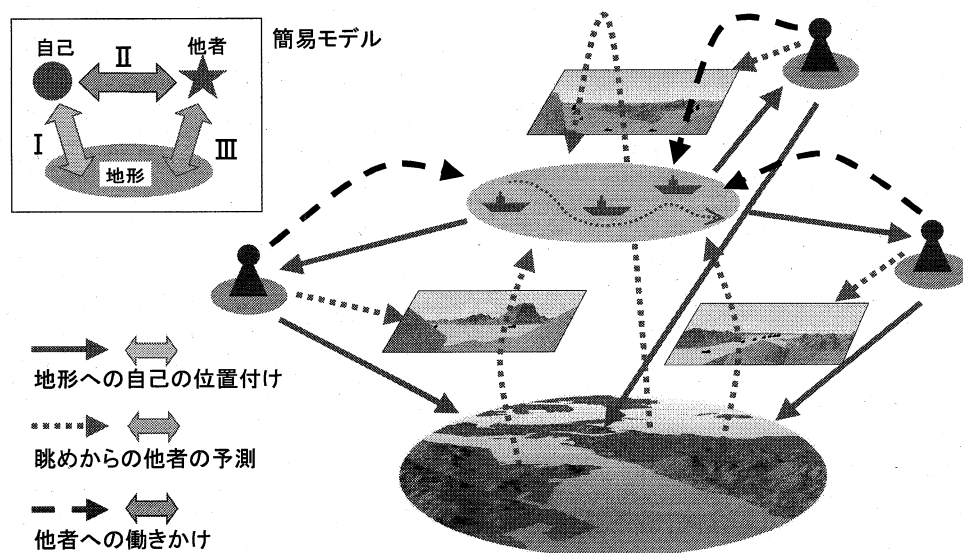 簡易モデル
自己
Ⅱ
他者
Ⅰ
Ⅲ
地形
地形への自己の位置付け
眺めからの他者の予測
他者への働きかけ